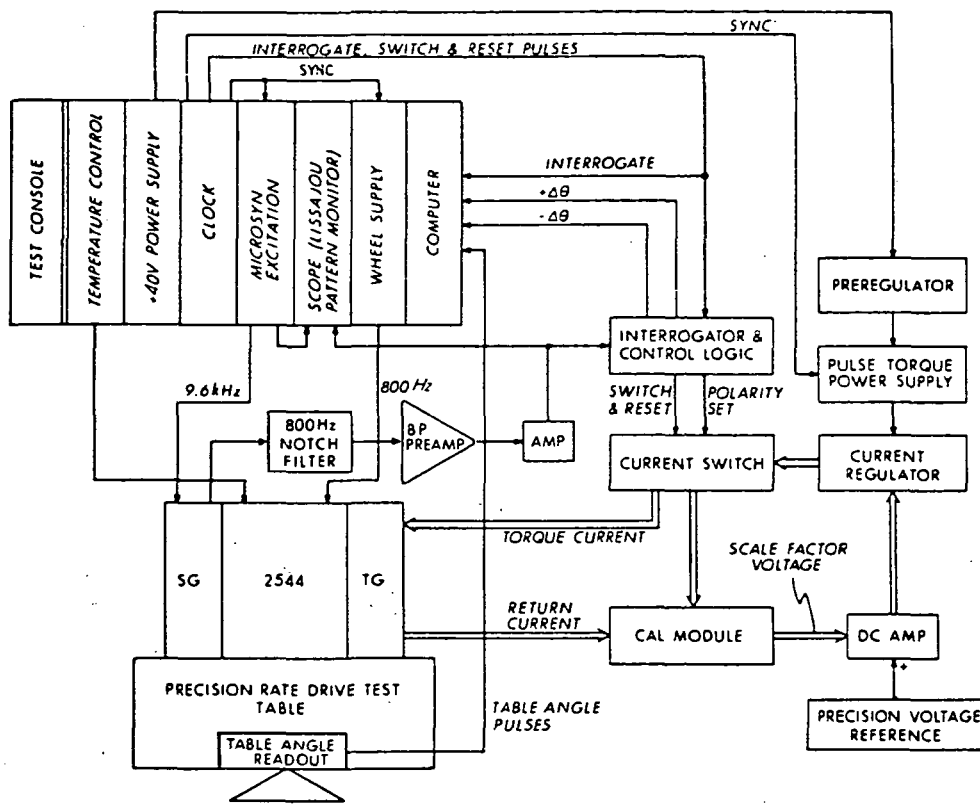 SYNC
INTERROGATE, SWITCH & RESET PULSES
SYNC
TEST CONSOLE
TEMPERATURE CONTROL
+40V POWER SUPPLY
CLOCK
MICROSYN
EXCITATION
SCOPE (LISSAJOU
PATTERN MONITOR)
WHEEL SUPPLY
COMPUTER
INTERROGATE
+Δθ
-Δθ
PREREGULATOR
INTERROGATOR &
CONTROL LOGIC
PULSE TORQUE
POWER SUPPLY
9.6kHz
800 Hz
SWITCH
& RESET
POLARITY
SET
800Hz
NOTCH
FILTER
BP
PREAMP
AMP
CURRENT SWITCH
CURRENT
REGULATOR
TORQUE CURRENT
SG
2544
TG
SCALE FACTOR
VOLTAGE
RETURN
CURRENT
CAL MODULE
DC AMP
+
PRECISION RATE DRIVE TEST
TABLE
TABLE ANGLE
PULSES
TABLE ANGLE
READOUT
PRECISION VOLTAGE
REFERENCE